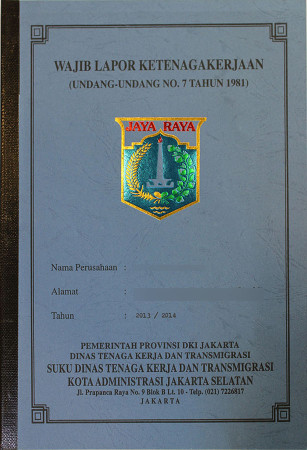 WAJIB LAPOR KETENAGAKERJAAN
(UNDANG-UNDANG NO. 7 TAHUN 1981)
JAYA RAYA
Nama Perusahaan :
Alamat :
Tahun : 2013 / 2014
PEMERINTAH PROVINSI DKI JAKARTA
DINAS TENAGA KERJA DAN TRANSMIGRASI
SUKU DINAS TENAGA KERJA DAN TRANSMIGRASI
KOTA ADMINISTRASI JAKARTA SELATAN
Jl. Prapanca Raya No. 9 Blok B Lt. 10 - Telp. (021) 7226817
JAKARTA